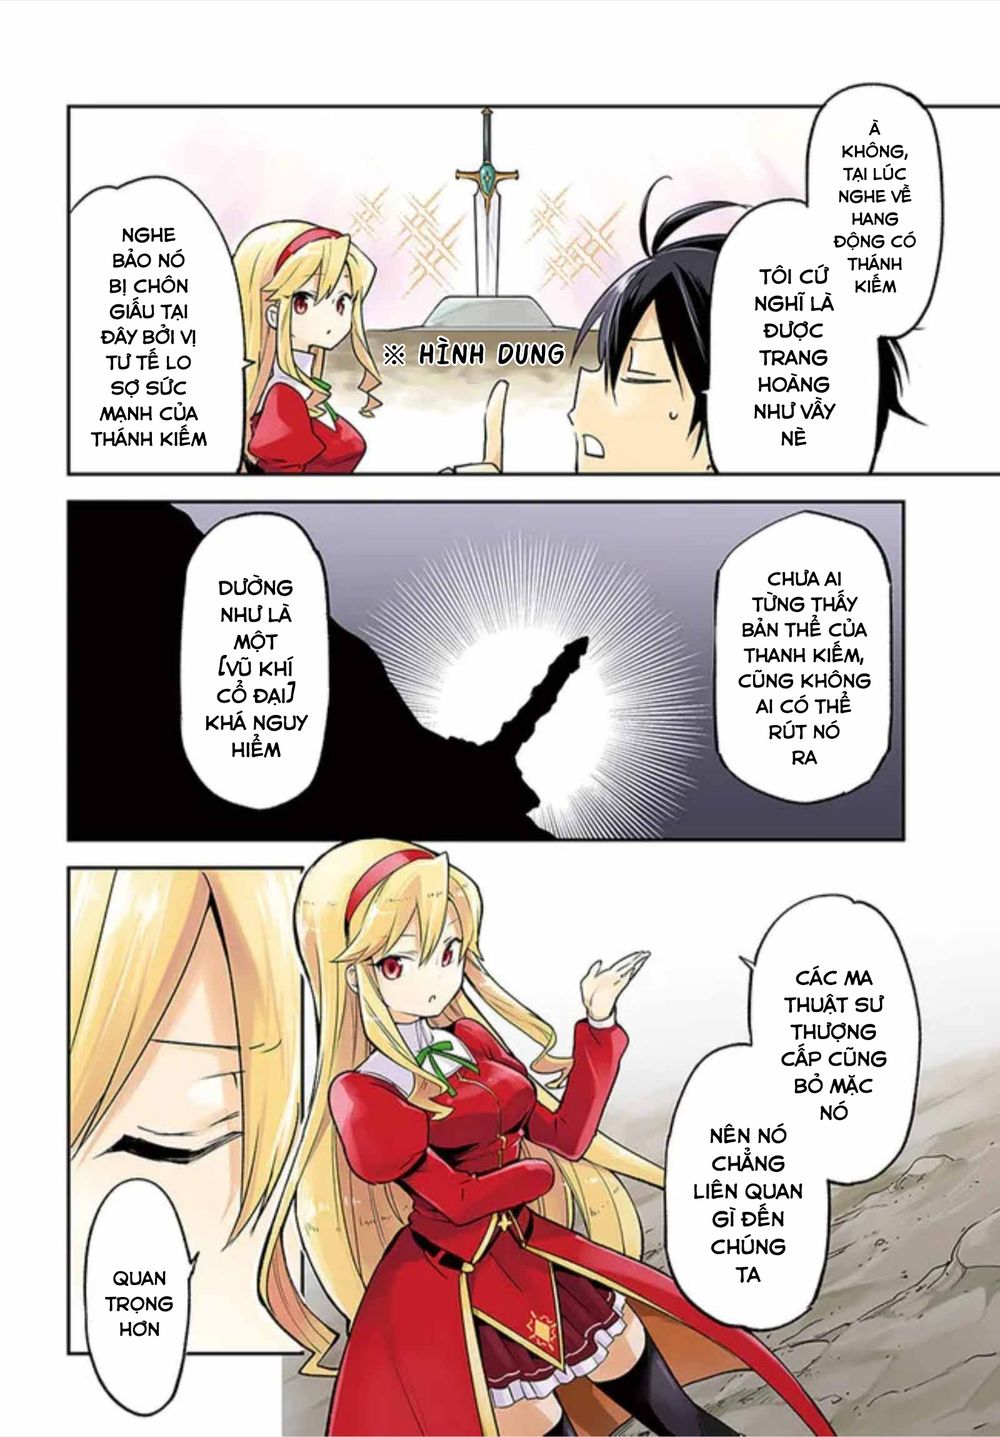 À
KHÔNG,
TẠI LÚC
NGHE VỀ
HANG
ĐỘNG CÓ
THÁNH
KIẾM
TÔI CỨ
NGHĨ LÀ
ĐƯỢC
TRANG
HOÀNG
NHƯ VẦY
NÈ
※ HÌNH DUNG
NGHE
BẢO NÓ
BỊ CHÔN
GIẤU TẠI
ĐÂY BỞI VỊ
TƯ TẾ LO
SỢ SỨC
MẠNH CỦA
THÁNH KIẾM
CHƯA AI
TỪNG THẤY
BẢN THỂ CỦA
THANH KIẾM,
CŨNG KHÔNG
AI CÓ THỂ
RÚT NÓ
RA
DƯỜNG
NHƯ LÀ
MỘT
[VŨ KHÍ
CỔ ĐẠI]
KHÁ NGUY
HIỂM
CÁC MA
THUẬT SƯ
THƯỢNG
CẤP CŨNG
BỎ MẶC
NÓ
NÊN NÓ
CHẲNG
LIÊN QUAN
GÌ ĐẾN
CHÚNG
TA
QUAN
TRỌNG
HƠN